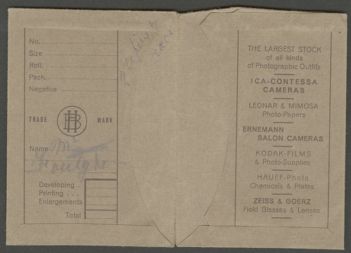 No.
Size
Roll
Pack
Negative
TRADE MARK
Name
Developing
Printing
Enlargements
Total
THE LARGEST STOCK
of all kinds
of Photographic Outfits
ICA-CONTESSA
CAMERAS
LEONAR & MIMOSA
Photo-Papers
ERNEMANN
SALON CAMERAS
KODAK-FILMS
& Photo-Supplies
HAUFF-Photo
Chemicals & Plates
ZEISS & GOERZ
Field Glasses & Lenses